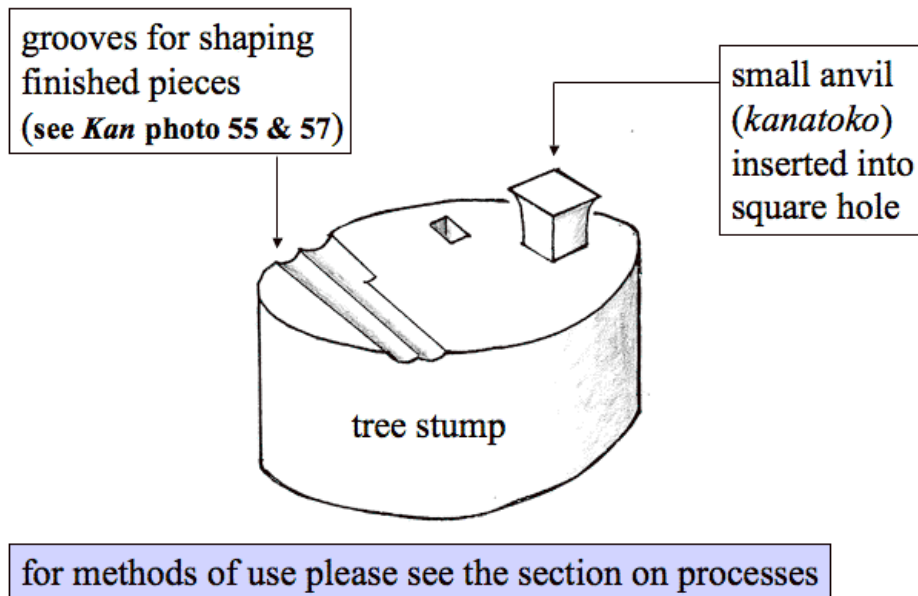 grooves for shaping
finished pieces
(see Kan photo 55 & 57)
small anvil
(kanatoko)
inserted into
square hole
tree stump
for methods of use please see the section on processes